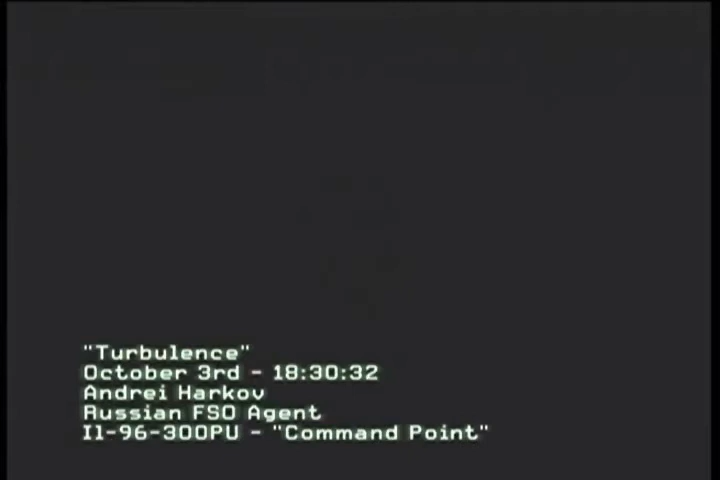 "Turbulence"
October 3rd - 18:30:32
Andrei Harkov
Russian FSO Agent
Il-96-300PU - "Command Point"